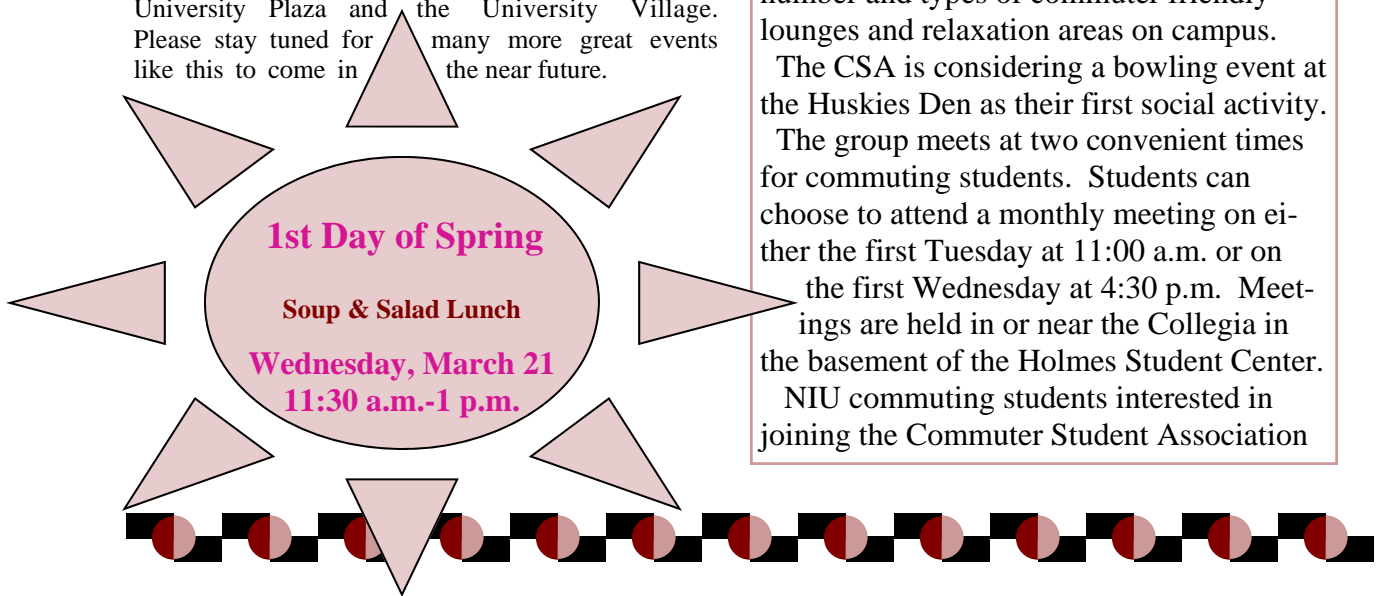 University Plaza and the University Village.
Please stay tuned for many more great events
like this to come in the near future.
1st Day of Spring
Soup & Salad Lunch
Wednesday, March 21
11:30 a.m.-1 p.m.
number and types of commuter friendly
lounges and relaxation areas on campus.
The CSA is considering a bowling event at
the Huskies Den as their first social activity.
The group meets at two convenient times
for commuting students. Students can
choose to attend a monthly meeting on ei-
ther the first Tuesday at 11:00 a.m. or on
the first Wednesday at 4:30 p.m. Meet-
ings are held in or near the Collegia in
the basement of the Holmes Student Center.
NIU commuting students interested in
joining the Commuter Student Association